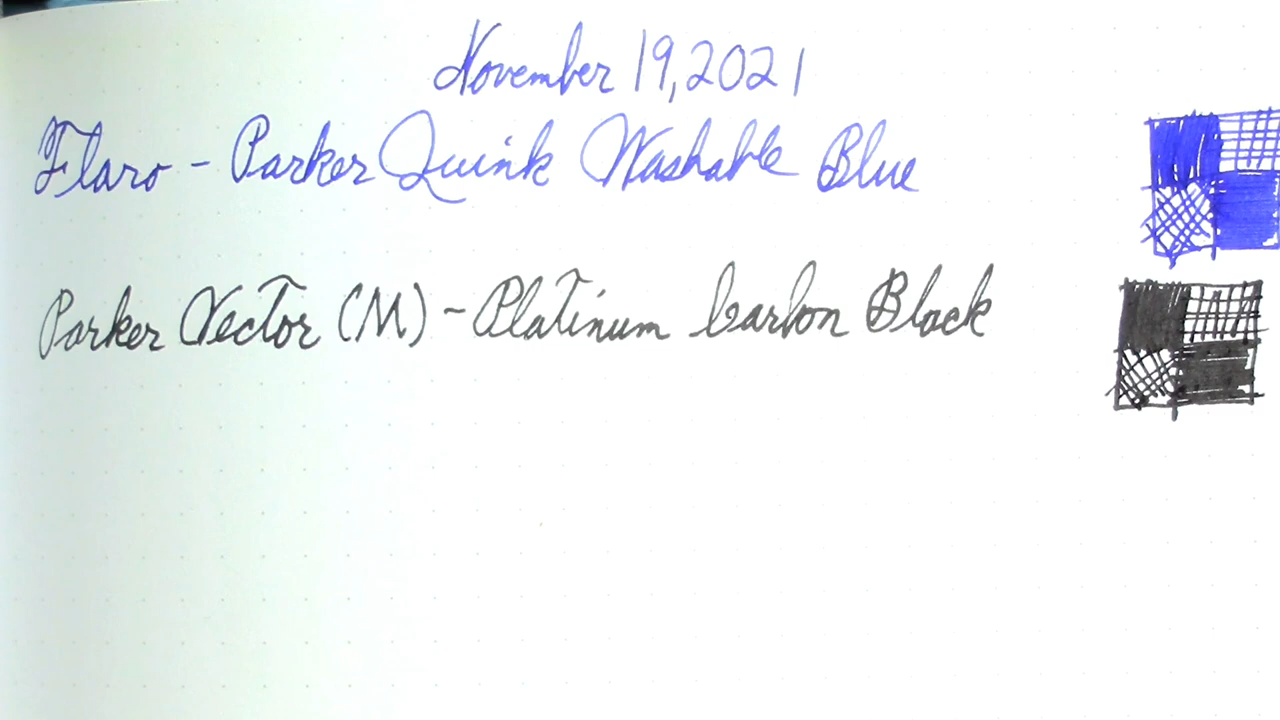 November 19, 2021
Flaro - Parker Quink Washable Blue
Parker Vector (M) - Platinum Carbon Black